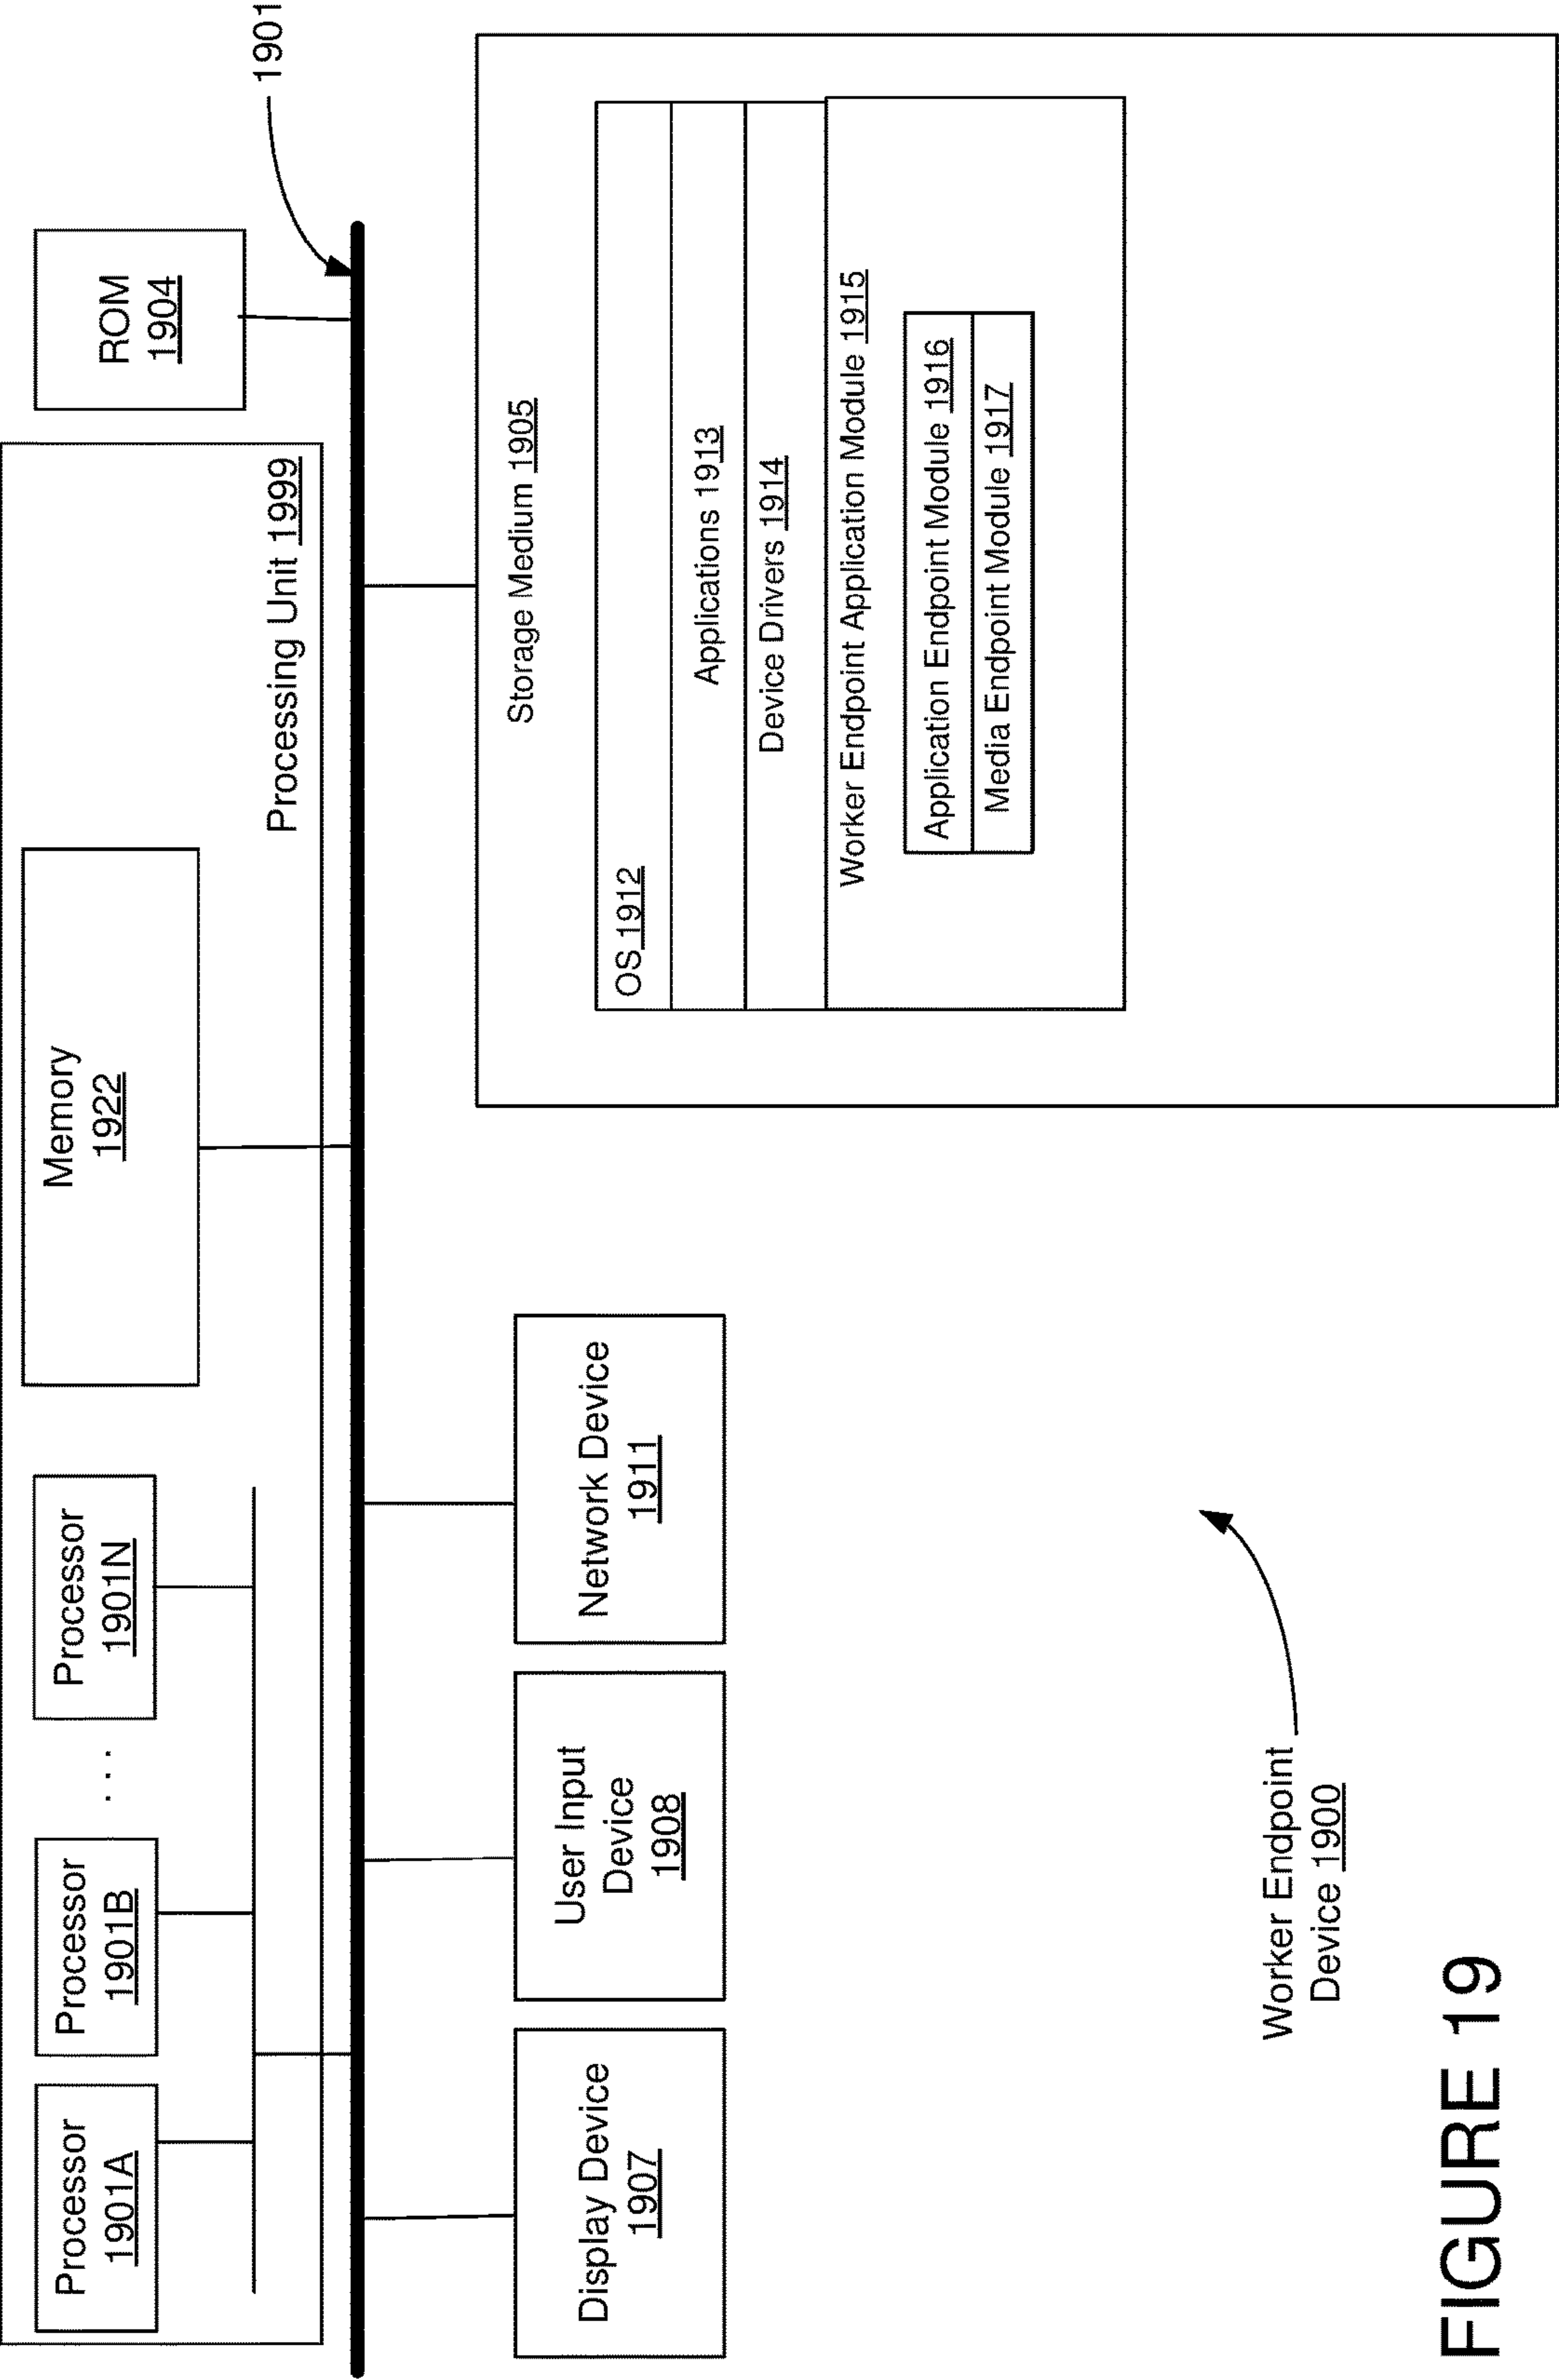 Processor
1901A
Processor
1901B
. . .
Processor
1901N
Memory
1922
Processing Unit 1999
ROM
1904
1901
Display Device
1907
User Input
Device
1908
Network Device
1911
Storage Medium 1905
OS 1912
Applications 1913
Device Drivers 1914
Worker Endpoint Application Module 1915
Application Endpoint Module 1916
Media Endpoint Module 1917
Worker Endpoint
Device 1900
FIGURE 19